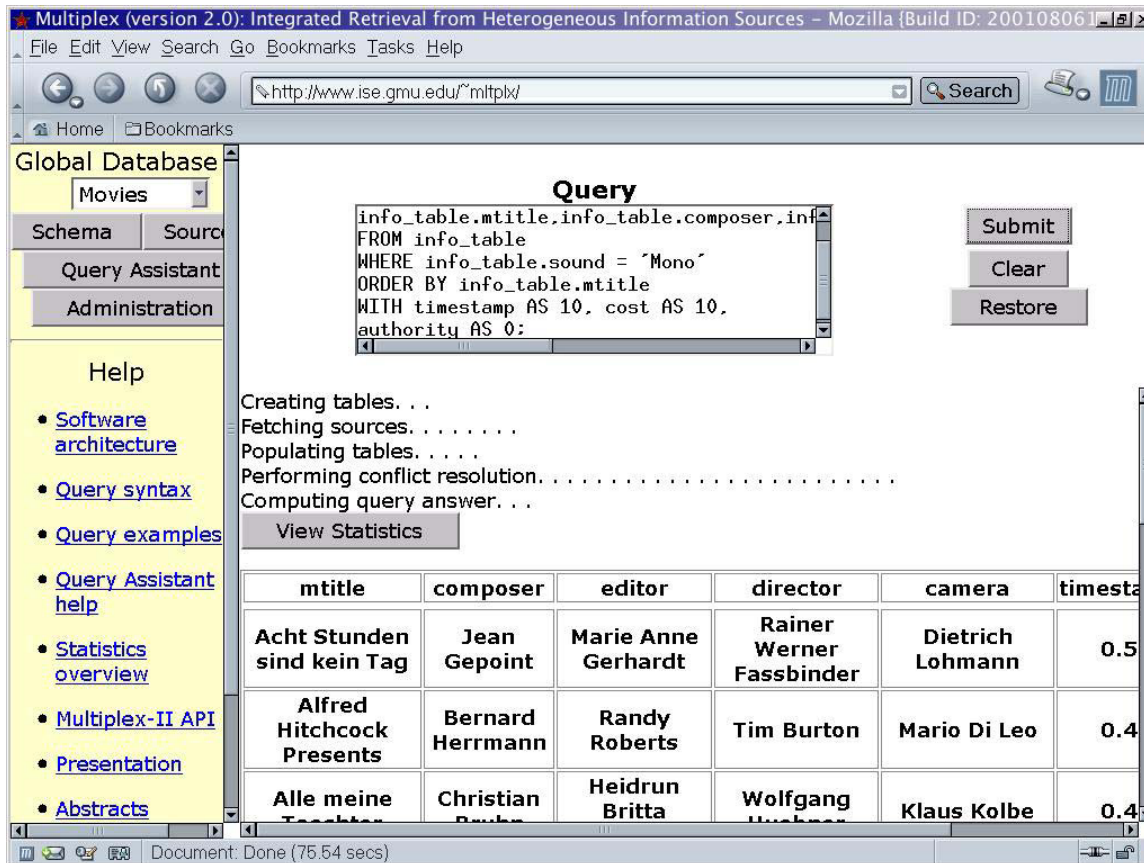 Multiplex (version 2.0): Integrated Retrieval from Heterogeneous Information Sources - Mozilla {Build ID: 200108061
File Edit View Search Go Bookmarks Tasks Help
http://www.ise.gmu.edu/~mltplx/
Search
Home Bookmarks
Global Database
Movies
Schema Source
Query Assistant
Administration
Help
Software
architecture
Query syntax
Query examples
Query Assistant
help
Statistics
overview
Multiplex-II API
Presentation
Abstracts
Query
info_table.mtitle,info_table.composer,inf
FROM info_table
WHERE info_table.sound = 'Mono'
ORDER BY info_table.mtitle
WITH timestamp AS 10, cost AS 10,
authority AS 0;
Submit
Clear
Restore
Creating tables. . .
Fetching sources. . . . . . . .
Populating tables. . . . .
Performing conflict resolution. . . . . . . . . . . . . . . . . . . . . . . . . .
Computing query answer. . .
View Statistics
mtitle composer editor director camera timesta
Acht Stunden sind kein Tag Jean Gepoint Marie Anne Gerhardt Rainer Werner Fassbinder Dietrich Lohmann 0.5
Alfred Hitchcock Presents Bernard Herrmann Randy Roberts Tim Burton Mario Di Leo 0.4
Alle meine Christian Heidrun Britta Wolfgang Klaus Kolbe 0.4
Document: Done (75.54 secs)